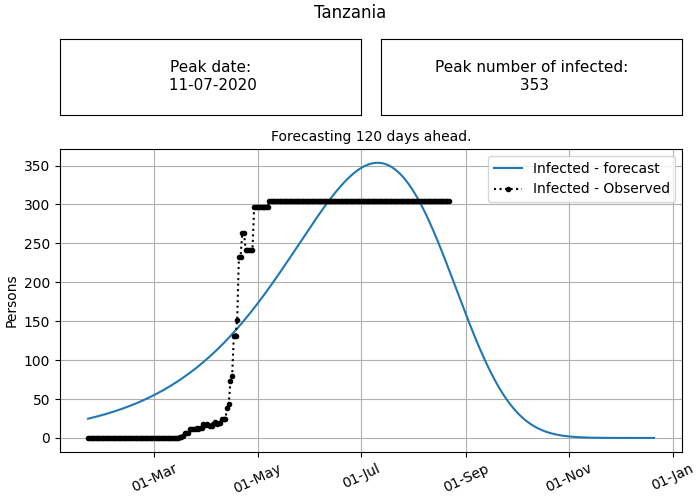 Tanzania
Peak date:
11-07-2020
Peak number of infected:
353
Forecasting 120 days ahead.
Infected - forecast
Infected - Observed
Persons
350
300
250
200
150
100
50
0
01-Mar
01-May
01-Jul
01-Sep
01-Nov
01-Jan